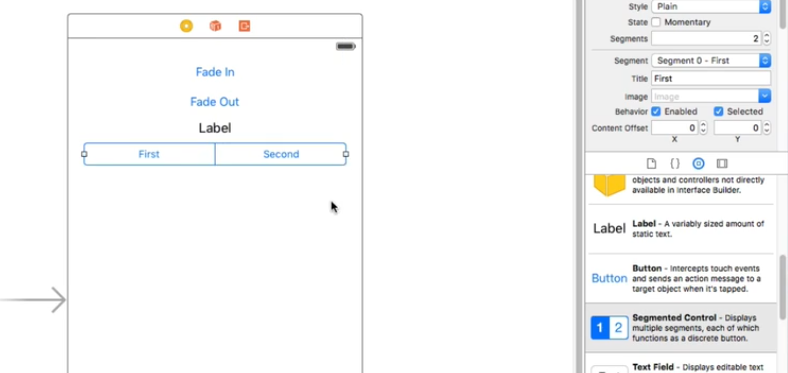 Fade In
Fade Out
Label
First
Second
Style Plain
State Momentary
Segments 2
Segment Segment 0 - First
Title First
Image Image
Behavior Enabled Selected
Content Offset 0 0
X Y
objects and controllers not directly
available in Interface Builder.
Label
Label - A variably sized amount of
static text.
Button
Button - Intercepts touch events
and sends an action message to a
target object when it's tapped.
1 2
Segmented Control - Displays
multiple segments, each of which
functions as a discrete button.
Text Field - Displays editable text